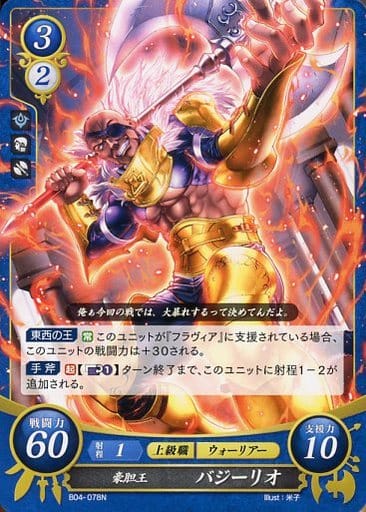 3
2
俺ぁ今回の戦では、大暴れするって決めてんだよ。
東西の王 常 このユニットが『フラヴィア』に支援されている場合、
このユニットの戦闘力は+30される。
手斧 起【1】ターン終了まで、このユニットに射程1-2が
追加される。
戦闘力
60
射程 1
上級職
ウォーリアー
支援力
10
豪胆王 バジーリオ
B04-078N
Illust:米子